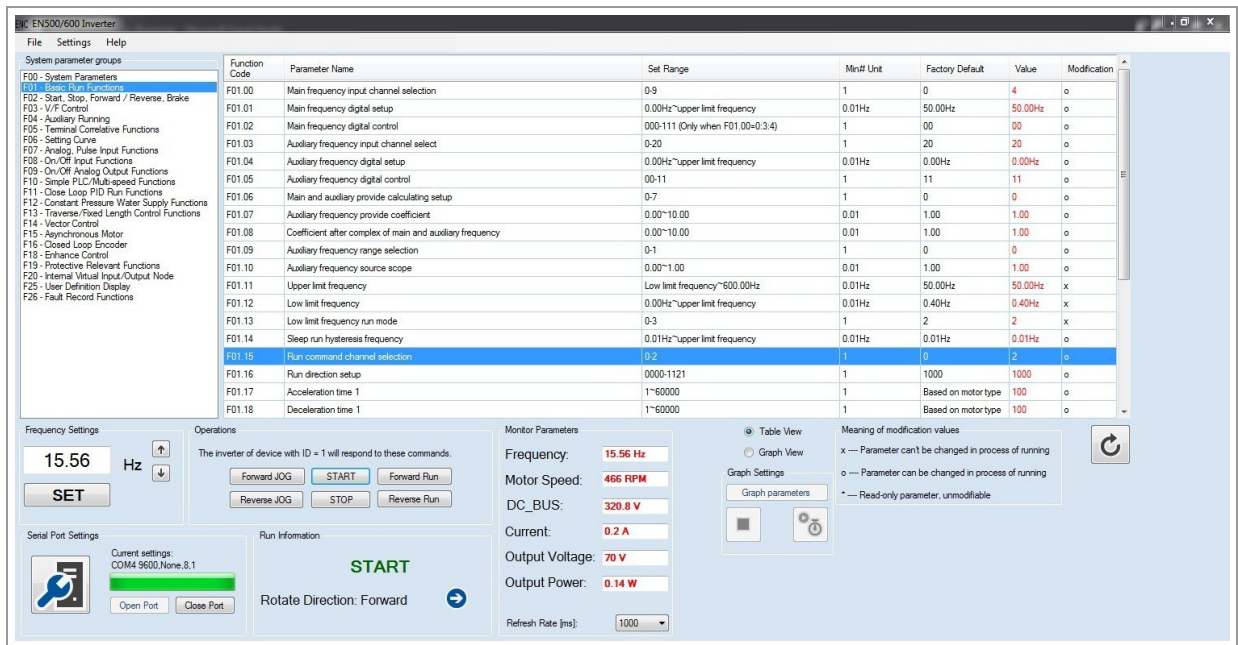 ENC EN500/600 Inverter
File Settings Help
System parameter groups
F00 - System Parameters
F01 - Basic Run Functions
F02 - Start, Stop, Forward / Reverse, Brake
F03 - V/F Control
F04 - Auxiliary Running
F05 - Terminal Correlative Functions
F06 - Setting Curve
F07 - Analog, Pulse Input Functions
F08 - On/Off Input Functions
F09 - On/Off Analog Output Functions
F10 - Simple PLC/Multi-speed Functions
F11 - Close Loop PID Run Functions
F12 - Constant Pressure Water Supply Functions
F13 - Traverse/Fixed Length Control Functions
F14 - Vector Control
F15 - Asynchronous Motor
F16 - Closed Loop Encoder
F18 - Enhance Control
F19 - Protective Relevant Functions
F20 - Internal Virtual Input/Output Node
F25 - User Definition Display
F26 - Fault Record Functions
Function Code Parameter Name Set Range Min# Unit Factory Default Value Modification
F01.00 Main frequency input channel selection 0-9 1 0 4 o
F01.01 Main frequency digital setup 0.00Hz~upper limit frequency 0.01Hz 50.00Hz 50.00Hz o
F01.02 Main frequency digital control 000-111 (Only when F01.00=0:3:4) 1 00 00 o
F01.03 Auxiliary frequency input channel select 0-20 1 20 20 o
F01.04 Auxiliary frequency digital setup 0.00Hz~upper limit frequency 0.01Hz 0.00Hz 0.00Hz o
F01.05 Auxiliary frequency digital control 00-11 1 11 11 o
F01.06 Main and auxiliary provide calculating setup 0-7 1 0 0 o
F01.07 Auxiliary frequency provide coefficient 0.00~10.00 0.01 1.00 1.00 o
F01.08 Coefficient after complex of main and auxiliary frequency 0.00~10.00 0.01 1.00 1.00 o
F01.09 Auxiliary frequency range selection 0-1 1 0 0 o
F01.10 Auxiliary frequency source scope 0.00~1.00 0.01 1.00 1.00 o
F01.11 Upper limit frequency Low limit frequency~600.00Hz 0.01Hz 50.00Hz 50.00Hz x
F01.12 Low limit frequency 0.00Hz~upper limit frequency 0.01Hz 0.40Hz 0.40Hz x
F01.13 Low limit frequency run mode 0-3 1 2 2 x
F01.14 Sleep run hysteresis frequency 0.01Hz~upper limit frequency 0.01Hz 0.01Hz 0.01Hz o
F01.15 Run command channel selection 0-2 1 0 2 o
F01.16 Run direction setup 0000-1121 1 1000 1000 o
F01.17 Acceleration time 1 1~60000 1 Based on motor type 100 o
F01.18 Deceleration time 1 1~60000 1 Based on motor type 100 o
Frequency Settings
15.56 Hz
SET
Operations
The inverter of device with ID = 1 will respond to these commands.
Forward JOG START Forward Run
Reverse JOG STOP Reverse Run
Serial Port Settings
Current settings:
COM4 9600,None,8,1
Open Port Close Port
Run Information
START
Rotate Direction: Forward
Monitor Parameters
Frequency: 15.56 Hz
Motor Speed: 466 RPM
DC_BUS: 320.8 V
Current: 0.2 A
Output Voltage: 70 V
Output Power: 0.14 W
Refresh Rate [ms]: 1000
Table View
Graph View
Graph Settings
Graph parameters
Meaning of modification values
x --- Parameter can't be changed in process of running
o --- Parameter can be changed in process of running
* --- Read-only parameter, unmodifiable